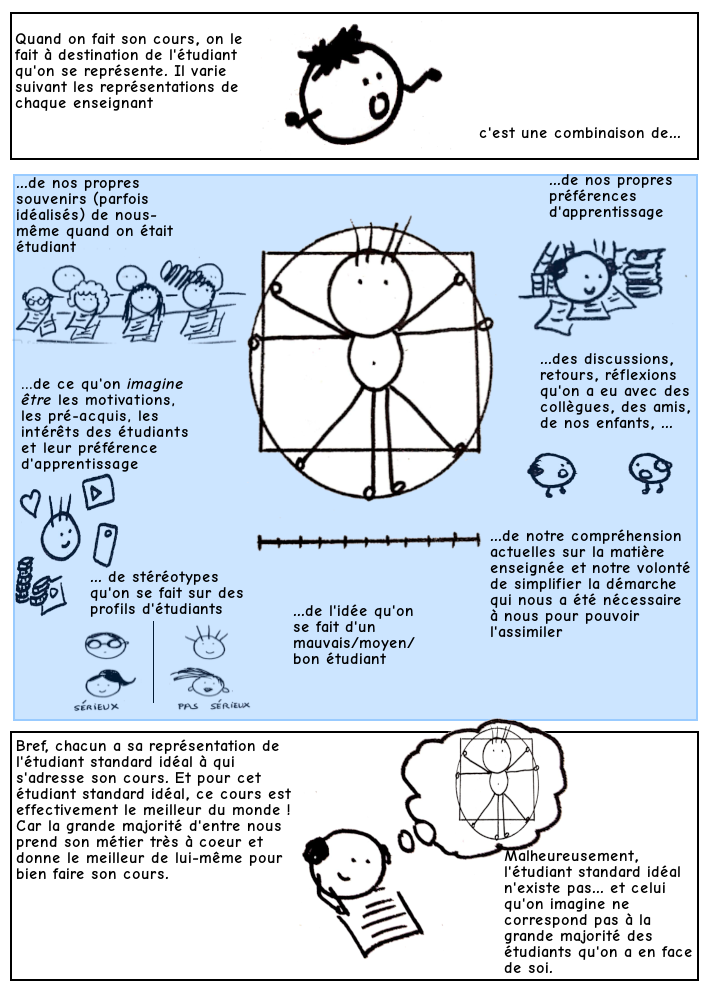 Quand on fait son cours, on le
fait à destination de l'étudiant
qu'on se représente. Il varie
suivant les représentations de
chaque enseignant
c'est une combinaison de...
...de nos propres
souvenirs (parfois
idéalisés) de nous-
même quand on était
étudiant
...de nos propres
préférences
d'apprentissage
...de ce qu'on imagine
être les motivations,
les pré-acquis, les
intérêts des étudiants
et leur préférence
d'apprentissage
...des discussions,
retours, réflexions
qu'on a eu avec des
collègues, des amis,
de nos enfants, ...
... de stéréotypes
qu'on se fait sur des
profils d'étudiants
SÉRIEUX
PAS SÉRIEUX
...de l'idée qu'on
se fait d'un
mauvais/moyen/
bon étudiant
...de notre compréhension
actuelles sur la matière
enseignée et notre volonté
de simplifier la démarche
qui nous a été nécessaire
à nous pour pouvoir
l'assimiler
Bref, chacun a sa représentation de
l'étudiant standard idéal à qui
s'adresse son cours. Et pour cet
étudiant standard idéal, ce cours est
effectivement le meilleur du monde !
Car la grande majorité d'entre nous
prend son métier très à coeur et
donne le meilleur de lui-même pour
bien faire son cours.
Malheureusement,
l'étudiant standard idéal
n'existe pas... et celui
qu'on imagine ne
correspond pas à la
grande majorité des
étudiants qu'on a en face
de soi.